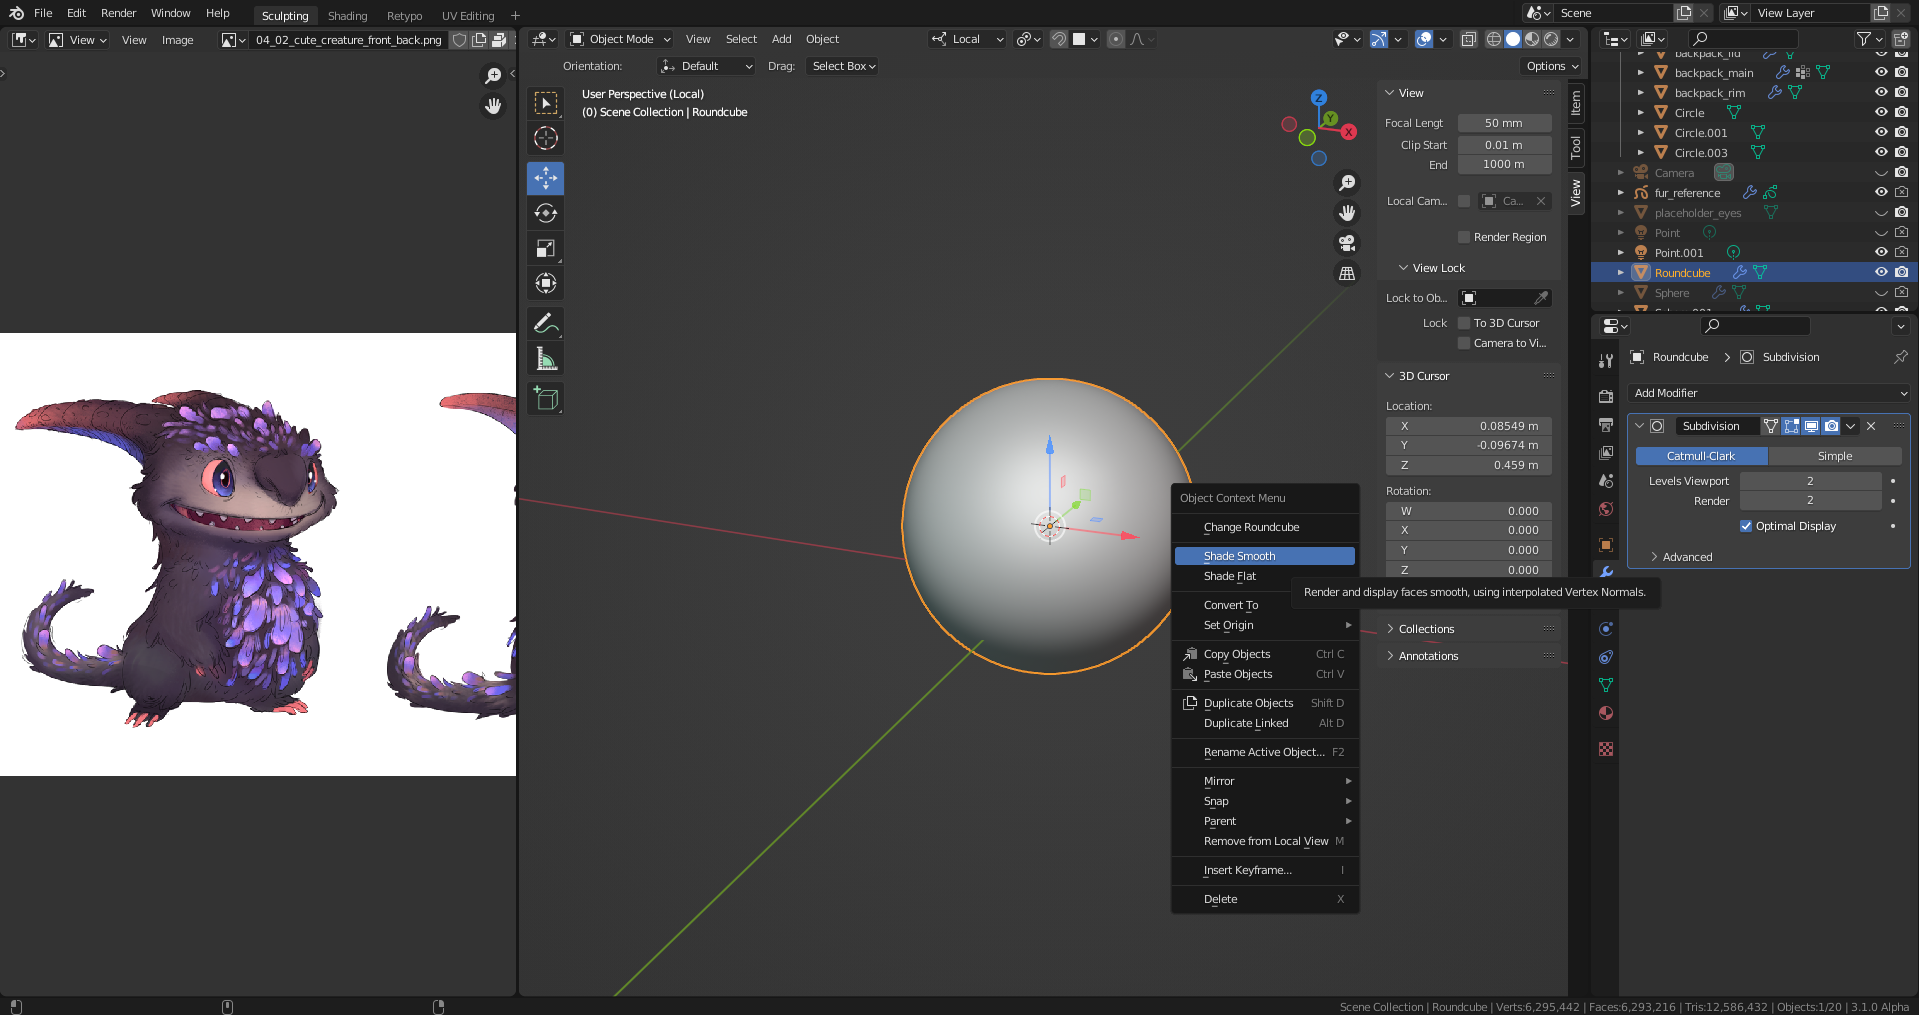 File Edit Render Window Help Sculpting Shading Retypo UV Editing + Scene View Layer
View View Image 04_02_cute_creature_front_back.png Object Mode View Select Add Object Local
Orientation: Default Drag: Select Box Options
User Perspective (Local)
(0) Scene Collection | Roundcube
Z
Y
X
View
Focal Lengt 50 mm
Clip Start 0.01 m
End 1000 m
Local Cam... Ca...
Render Region
View Lock
Lock to Ob...
Lock To 3D Cursor
Camera to Vi...
3D Cursor
Location:
X 0.08549 m
Y -0.09674 m
Z 0.459 m
Rotation:
W 0.000
X 0.000
Y 0.000
Z 0.000
Collections
Annotations
Item
Tool
View
Object Context Menu
Change Roundcube
Shade Smooth
Shade Flat
Render and display faces smooth, using interpolated Vertex Normals.
Convert To
Set Origin
Copy Objects Ctrl C
Paste Objects Ctrl V
Duplicate Objects Shift D
Duplicate Linked Alt D
Rename Active Object... F2
Mirror
Snap
Parent
Remove from Local View M
Insert Keyframe... I
Delete X
backpack_main
backpack_rim
Circle
Circle.001
Circle.003
Camera
fur_reference
placeholder_eyes
Point
Point.001
Roundcube
Sphere
Roundcube > Subdivision
Add Modifier
Subdivision
Catmull-Clark Simple
Levels Viewport 2
Render 2
Optimal Display
Advanced
Scene Collection | Roundcube | Verts:6,295,442 | Faces:6,293,216 | Tris:12,586,432 | Objects:1/20 | 3.1.0 Alpha